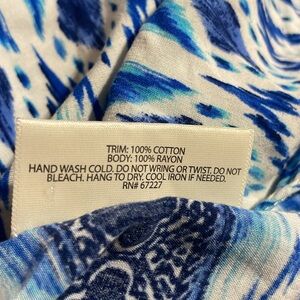 TRIM: 100% COTTON
BODY: 100% RAYON
HAND WASH COLD. DO NOT WRING OR TWIST. DO NOT
BLEACH. HANG TO DRY. COOL IRON IF NEEDED.
RN# 67227